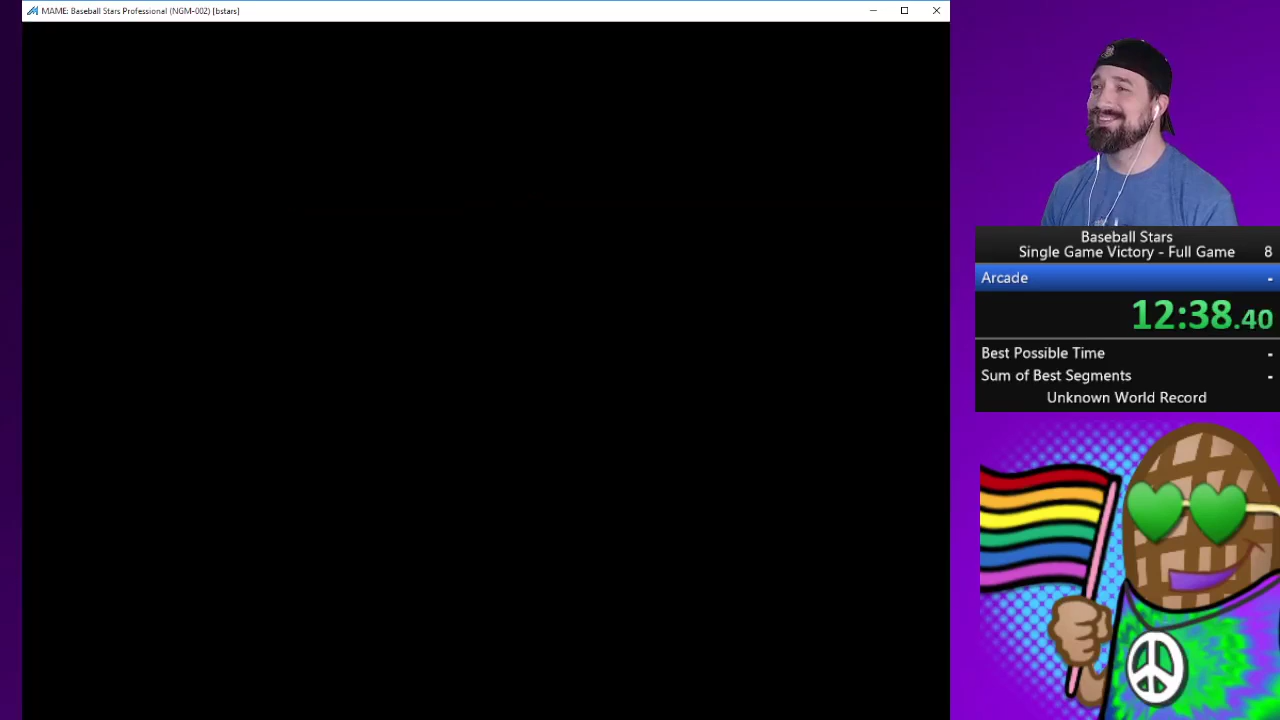 MAME: Baseball Stars Professional (NGM-002) [bstars]
Baseball Stars
Single Game Victory - Full Game 8
Arcade -
12:38.40
Best Possible Time -
Sum of Best Segments -
Unknown World Record